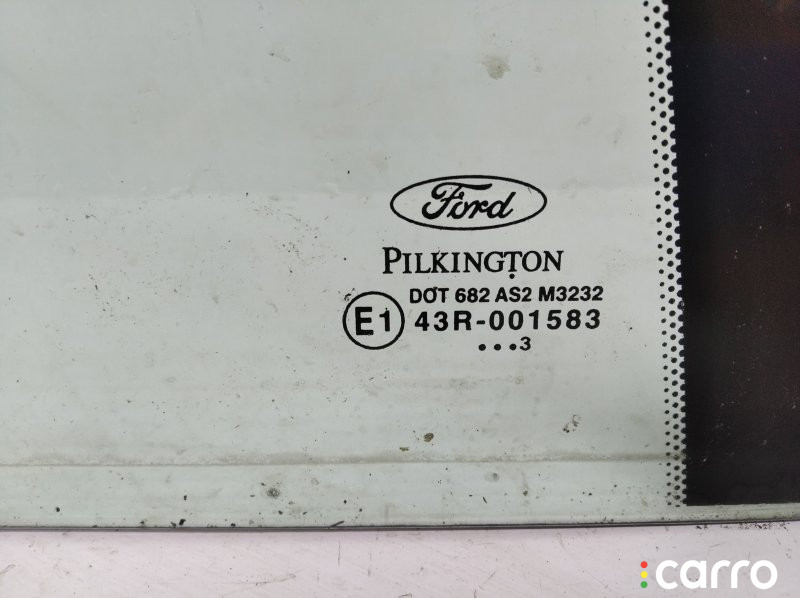 Ford
PILKINGTON
DOT 682 AS2 M3232
E1 43R-001583
...3
carro